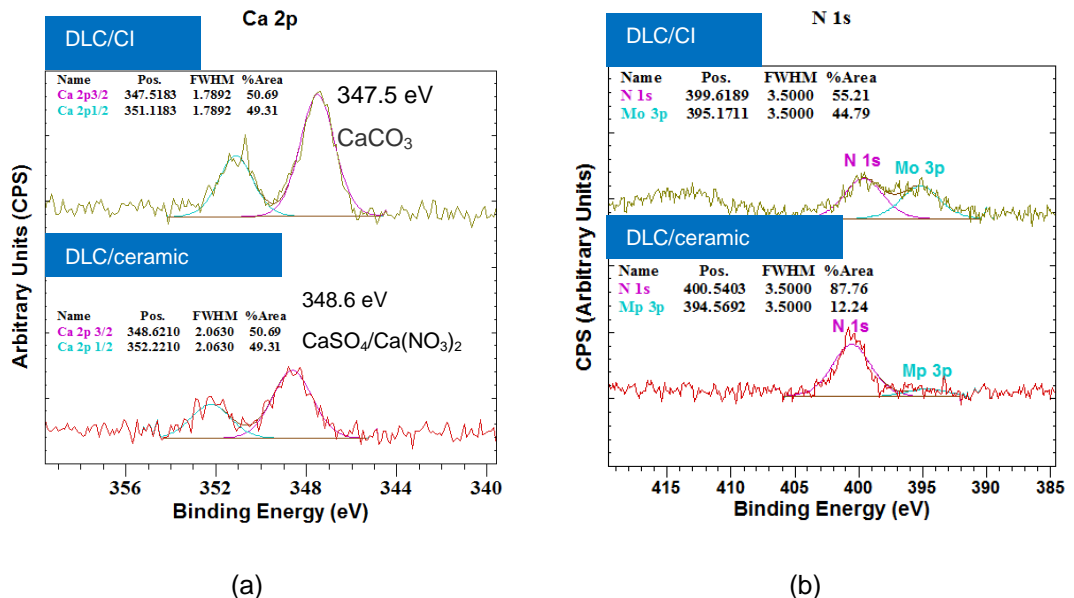 Ca 2p
DLC/CI
Name Pos. FWHM %Area
Ca 2p3/2 347.5183 1.7892 50.69
Ca 2p1/2 351.1183 1.7892 49.31
347.5 eV
CaCO3
DLC/ceramic
Name Pos. FWHM %Area
Ca 2p 3/2 348.6210 2.0630 50.69
Ca 2p 1/2 352.2210 2.0630 49.31
348.6 eV
CaSO4/Ca(NO3)2
Arbitrary Units (CPS)
356 352 348 344 340
Binding Energy (eV)
(a)
N 1s
DLC/CI
Name Pos. FWHM %Area
N 1s 399.6189 3.5000 55.21
Mo 3p 395.1711 3.5000 44.79
N 1s
Mo 3p
DLC/ceramic
Name Pos. FWHM %Area
N 1s 400.5403 3.5000 87.76
Mp 3p 394.5692 3.5000 12.24
N 1s
Mp 3p
CPS (Arbitrary Units)
415 410 405 400 395 390 385
Binding Energy (eV)
(b)